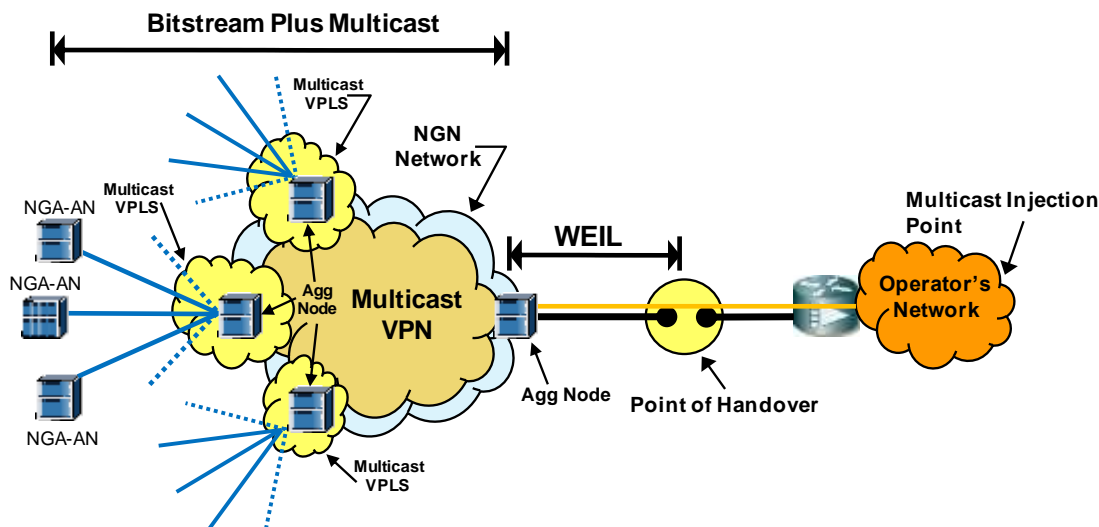 Bitstream Plus Multicast
Multicast
VPLS
NGN
Network
Multicast
VPLS
NGA-AN
NGA-AN
NGA-AN
Agg
Node
Multicast
VPN
WEIL
Multicast Injection
Point
Operator's
Network
Agg Node
Point of Handover
Multicast
VPLS